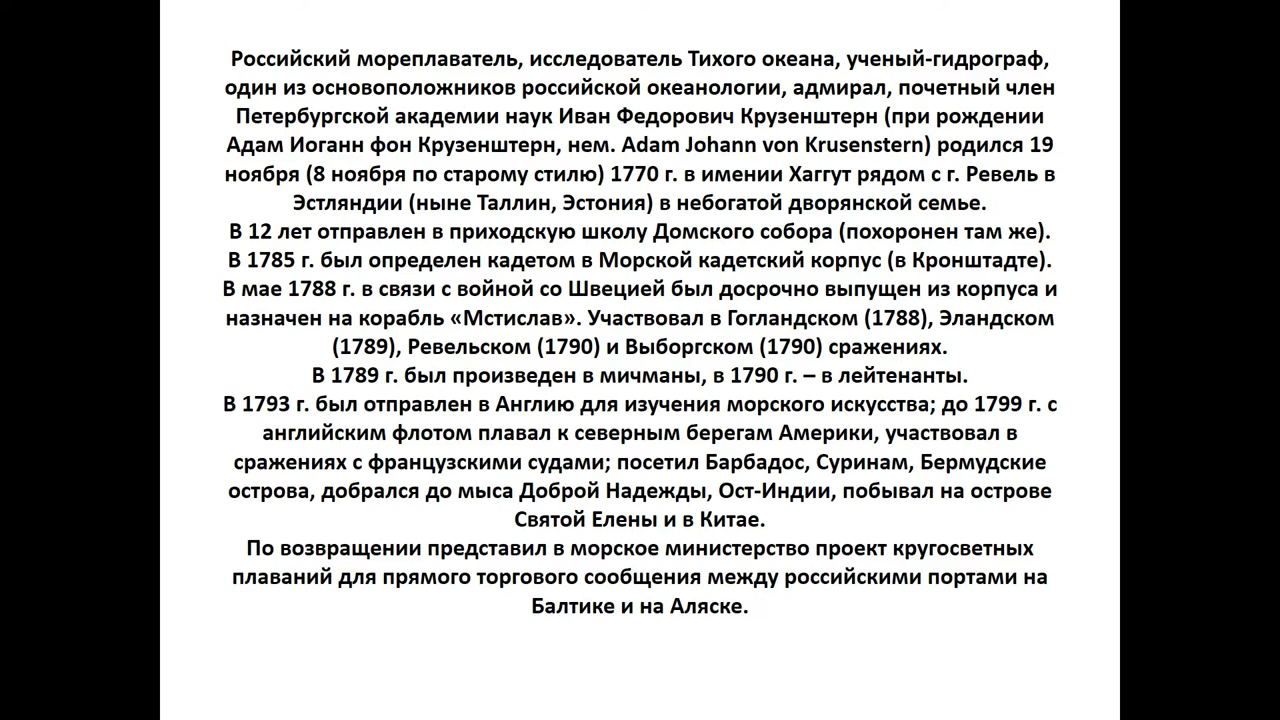 Российский мореплаватель, исследователь Тихого океана, ученый-гидрограф,
один из основоположников российской океанологии, адмирал, почетный член
Петербургской академии наук Иван Федорович Крузенштерн (при рождении
Адам Иоганн фон Крузенштерн, нем. Adam Johann von Krusenstern) родился 19
ноября (8 ноября по старому стилю) 1770 г. в имении Хаггут рядом с г. Ревель в
Эстляндии (ныне Таллин, Эстония) в небогатой дворянской семье.
В 12 лет отправлен в приходскую школу Домского собора (похоронен там же).
В 1785 г. был определен кадетом в Морской кадетский корпус (в Кронштадте).
В мае 1788 г. в связи с войной со Швецией был досрочно выпущен из корпуса и
назначен на корабль «Мстислав». Участвовал в Гогландском (1788), Эландском
(1789), Ревельском (1790) и Выборгском (1790) сражениях.
В 1789 г. был произведен в мичманы, в 1790 г. – в лейтенанты.
В 1793 г. был отправлен в Англию для изучения морского искусства; до 1799 г. с
английским флотом плавал к северным берегам Америки, участвовал в
сражениях с французскими судами; посетил Барбадос, Суринам, Бермудские
острова, добрался до мыса Доброй Надежды, Ост-Индии, побывал на острове
Святой Елены и в Китае.
По возвращении представил в морское министерство проект кругосветных
плаваний для прямого торгового сообщения между российскими портами на
Балтике и на Аляске.